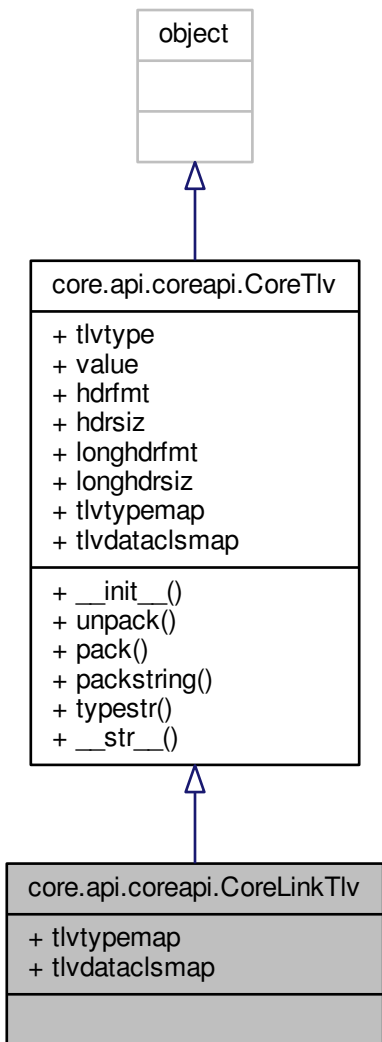 object
core.api.coreapi.CoreTlv
+ tlvtype
+ value
+ hdrfmt
+ hdrsiz
+ longhdrfmt
+ longhdrsiz
+ tlvtypemap
+ tlvdataclsmap
+ __init__()
+ unpack()
+ pack()
+ packstring()
+ typestr()
+ __str__()
core.api.coreapi.CoreLinkTlv
+ tlvtypemap
+ tlvdataclsmap